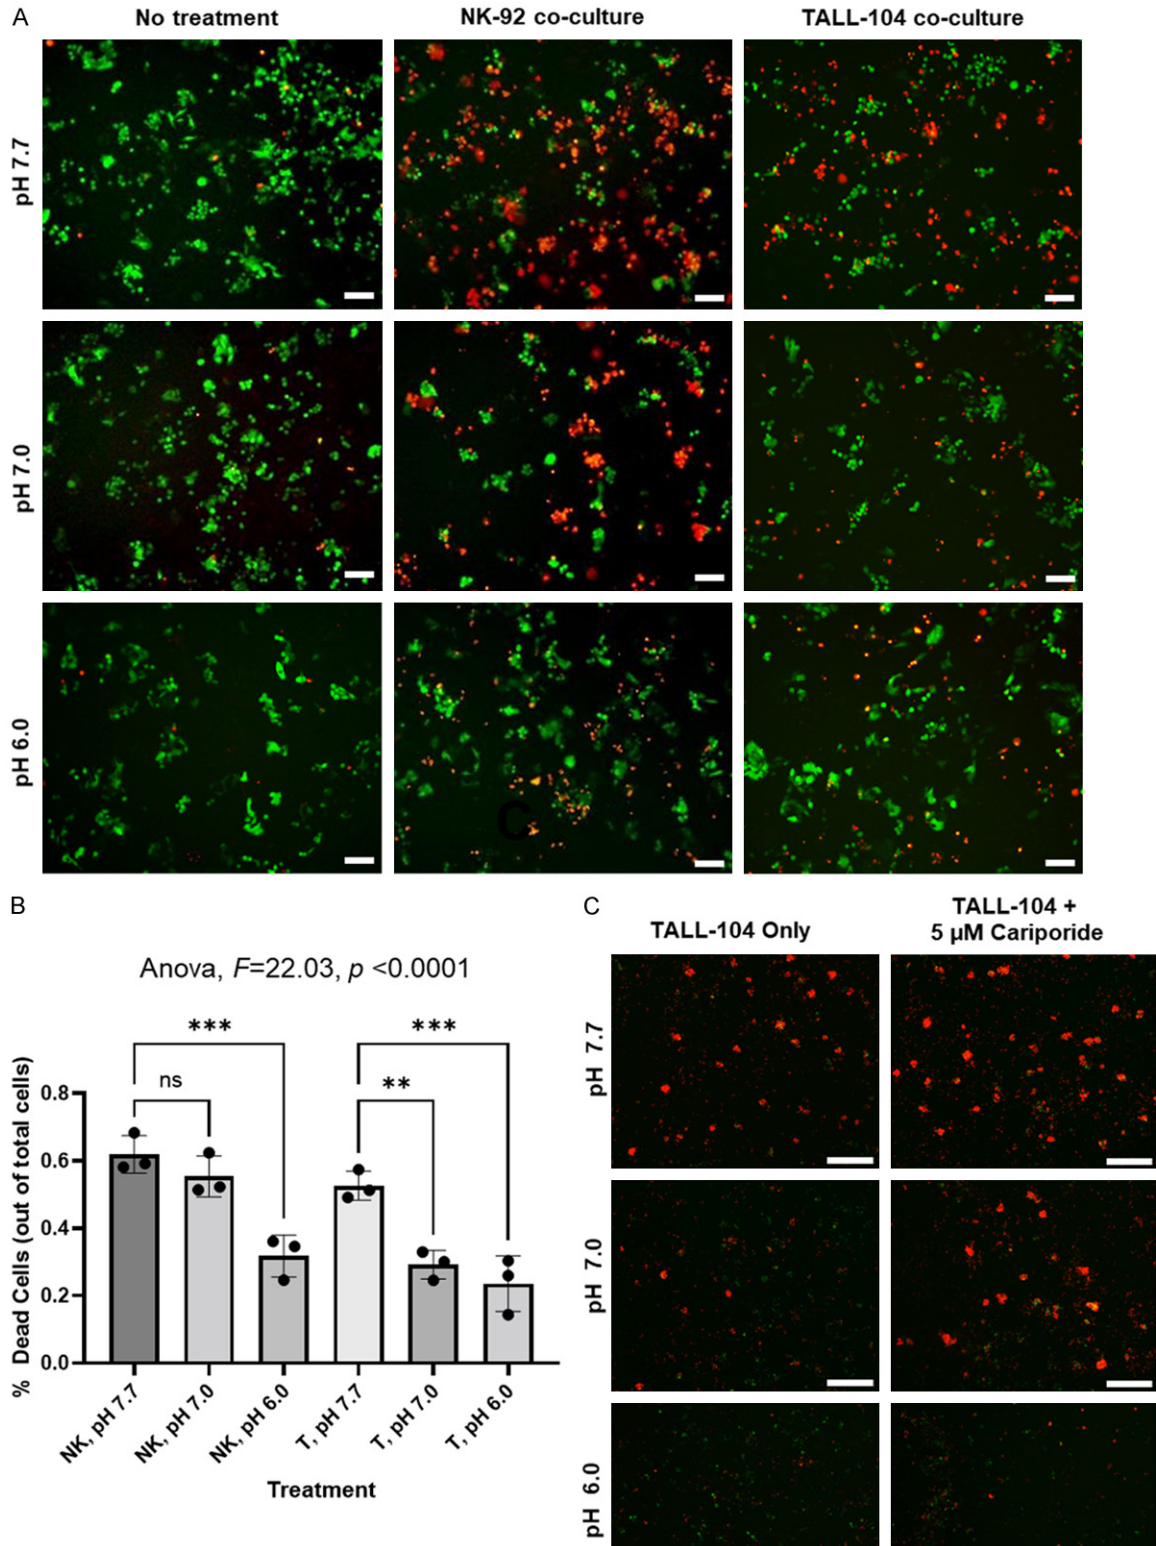 A
No treatment
NK-92 co-culture
TALL-104 co-culture
pH 7.7
pH 7.0
pH 6.0
C
B
Anova, F=22.03, p <0.0001
***
***
ns
**
% Dead Cells (out of total cells)
0.8
0.6
0.4
0.2
0.0
NK, pH 7.7
NK, pH 7.0
NK, pH 6.0
T, pH 7.7
T, pH 7.0
T, pH 6.0
Treatment
C
TALL-104 Only
TALL-104 +
5 µM Cariporide
pH 7.7
pH 7.0
pH 6.0